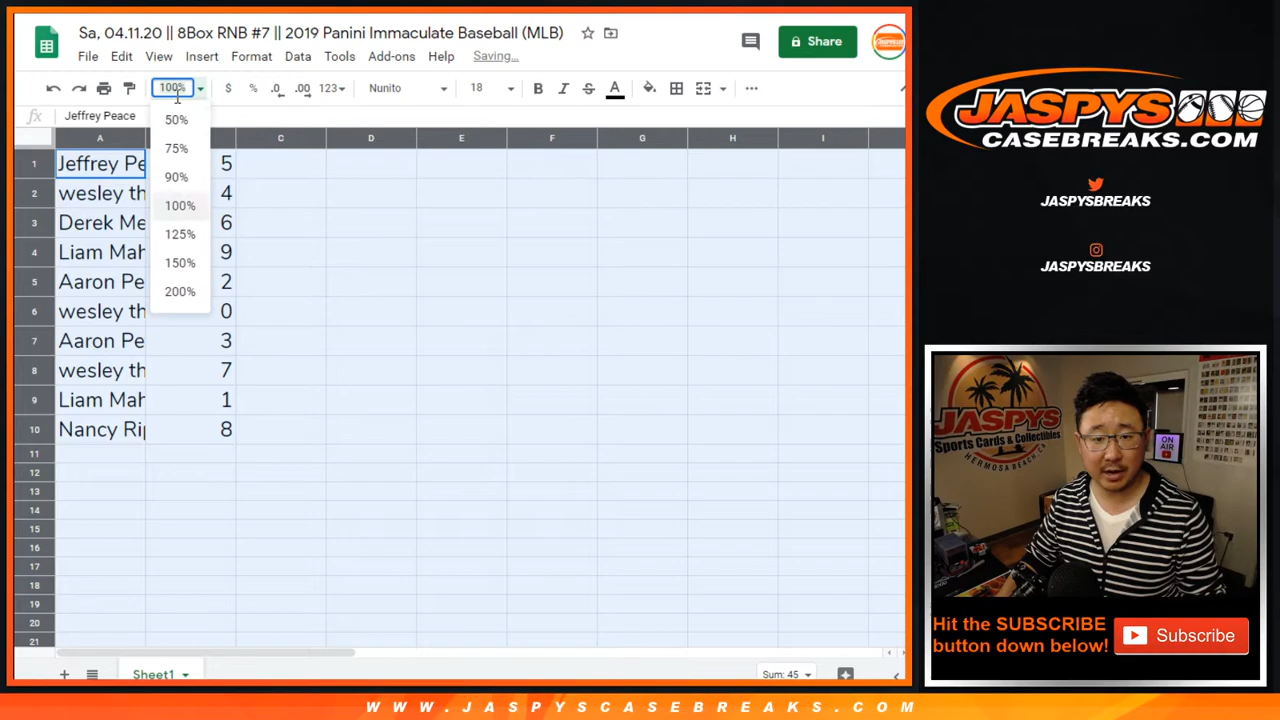 Sa, 04.11.20 || 8Box RNB #7 || 2019 Panini Immaculate Baseball (MLB)
File Edit View Insert Format Data Tools Add-ons Help Saving...
Share
100% $ % .0 .00 123 Nunito 18 B I S A
fx Jeffrey Peace
50%
75%
90%
100%
125%
150%
200%
A C D E F G H I
1 Jeffrey Pe 5
2 wesley th 4
3 Derek Me 6
4 Liam Mah 9
5 Aaron Pe 2
6 wesley th 0
7 Aaron Pe 3
8 wesley th 7
9 Liam Mah 1
10 Nancy Rip 8
11
12
13
14
15
16
17
18
19
20
21
Sheet1
Sum: 45
JASPYS
CASEBREAKS.COM
JASPYSBREAKS
JASPYSBREAKS
JASPYS
Sports Cards & Collectibles
HERMOSA BEACH, CA
ON
AIR
Hit the SUBSCRIBE
button down below!
Subscribe
WWW.JASPYSCASEBREAKS.COM